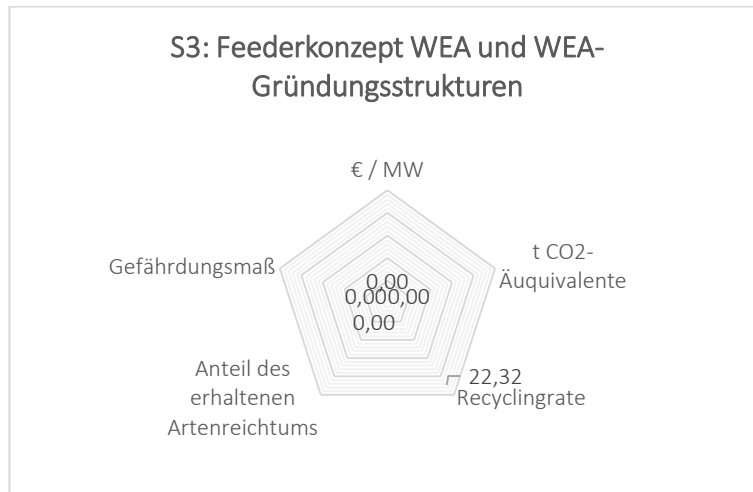 S3: Feederkonzept WEA und WEA-
Gründungsstrukturen
€ / MW
t CO2-
Äuquivalente
Gefährdungsmaß
0,00
0,000,00
0,00
22,32
Recyclingrate
Anteil des
erhaltenen
Artenreichtums